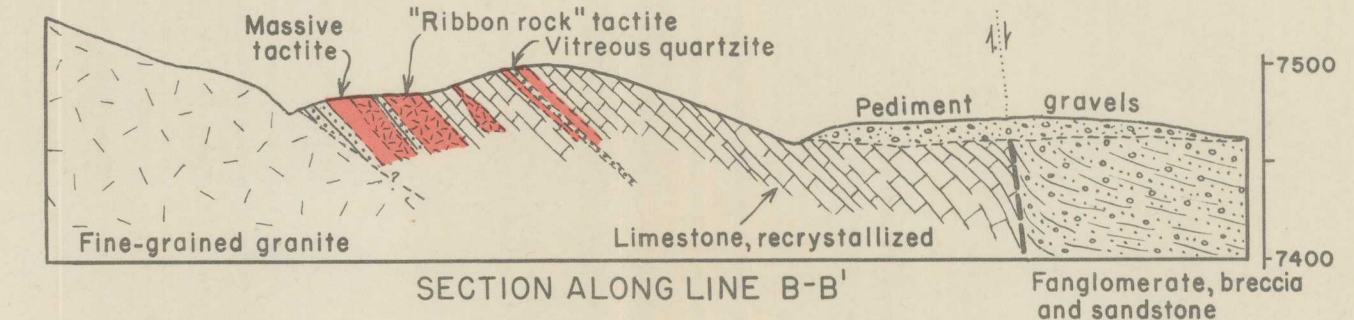 Massive
tactite
"Ribbon rock" tactite
Vitreous quartzite
7500
Pediment gravels
?
Fine-grained granite
Limestone, recrystallized
7400
SECTION ALONG LINE B-B'
Fanglomerate, breccia
and sandstone